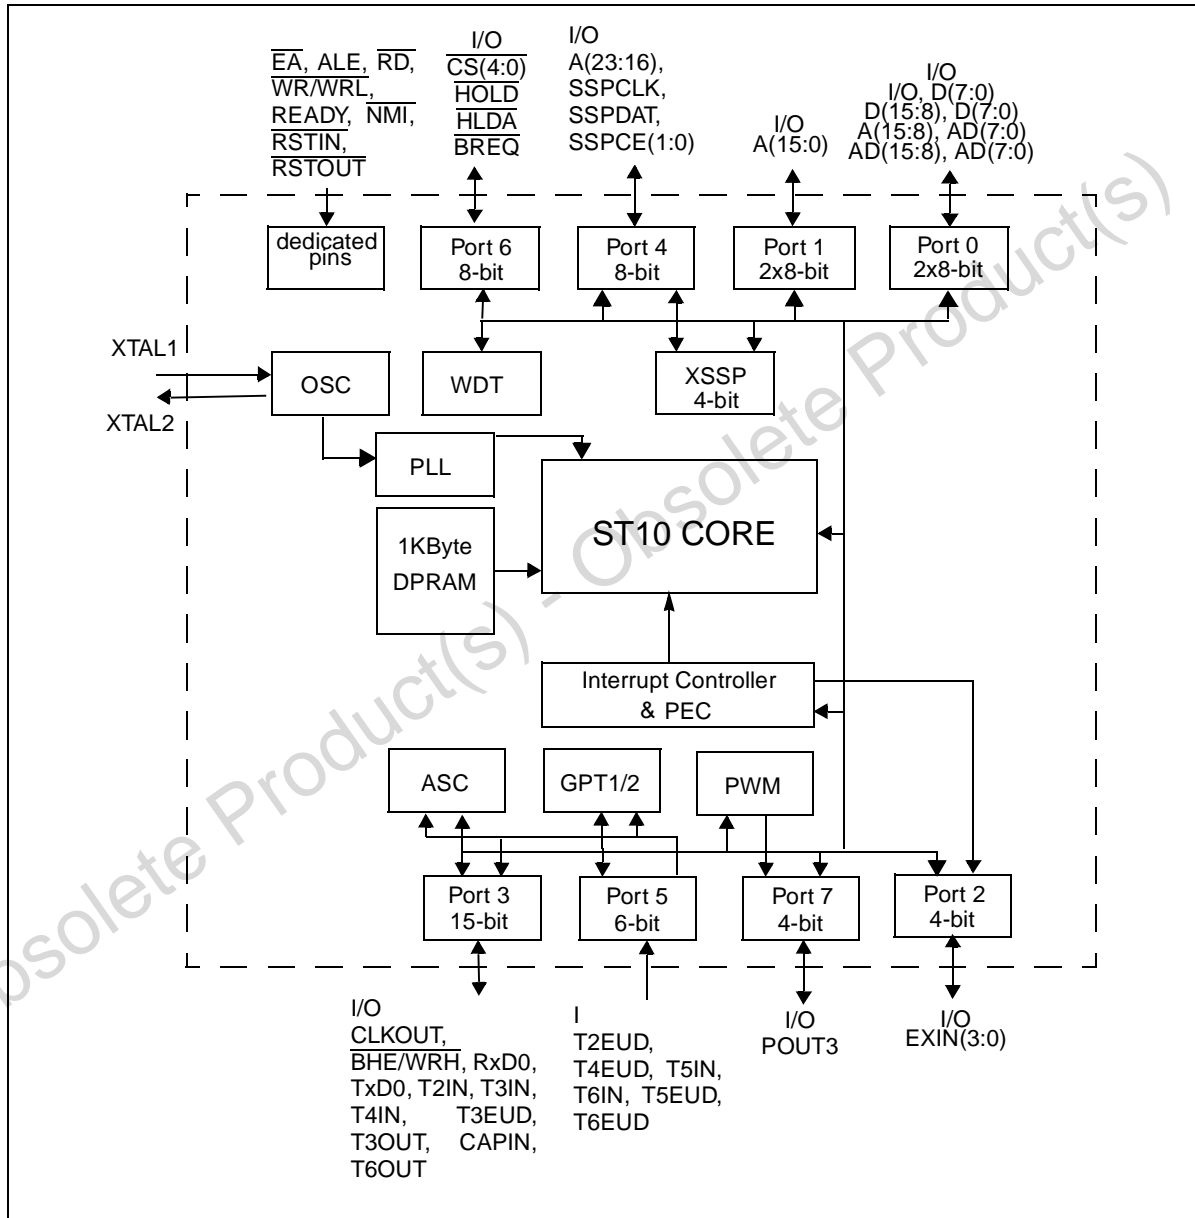 EA, ALE, RD,
WR/WRL,
READY, NMI,
RSTIN,
RSTOUT
I/O
CS(4:0)
HOLD
HLDA
BREQ
I/O
A(23:16),
SSPCLK,
SSPDAT,
SSPCE(1:0)
I/O
A(15:0)
I/O
I/O, D(7:0)
D(15:8), D(7:0)
A(15:8), AD(7:0)
AD(15:8), AD(7:0)
dedicated
pins
Port 6
8-bit
Port 4
8-bit
Port 1
2x8-bit
Port 0
2x8-bit
XTAL1
XTAL2
OSC
WDT
XSSP
4-bit
PLL
ST10 CORE
1KByte
DPRAM
Interrupt Controller
& PEC
ASC
GPT1/2
PWM
Port 3
15-bit
Port 5
6-bit
Port 7
4-bit
Port 2
4-bit
I/O
CLKOUT,
BHE/WRH, RxD0,
TxD0, T2IN, T3IN,
T4IN, T3EUD,
T3OUT, CAPIN,
T6OUT
I
T2EUD,
T4EUD, T5IN,
T6IN, T5EUD,
T6EUD
I/O
POUT3
I/O
EXIN(3:0)
bsolete Product(s) - Obsolete Product(s)